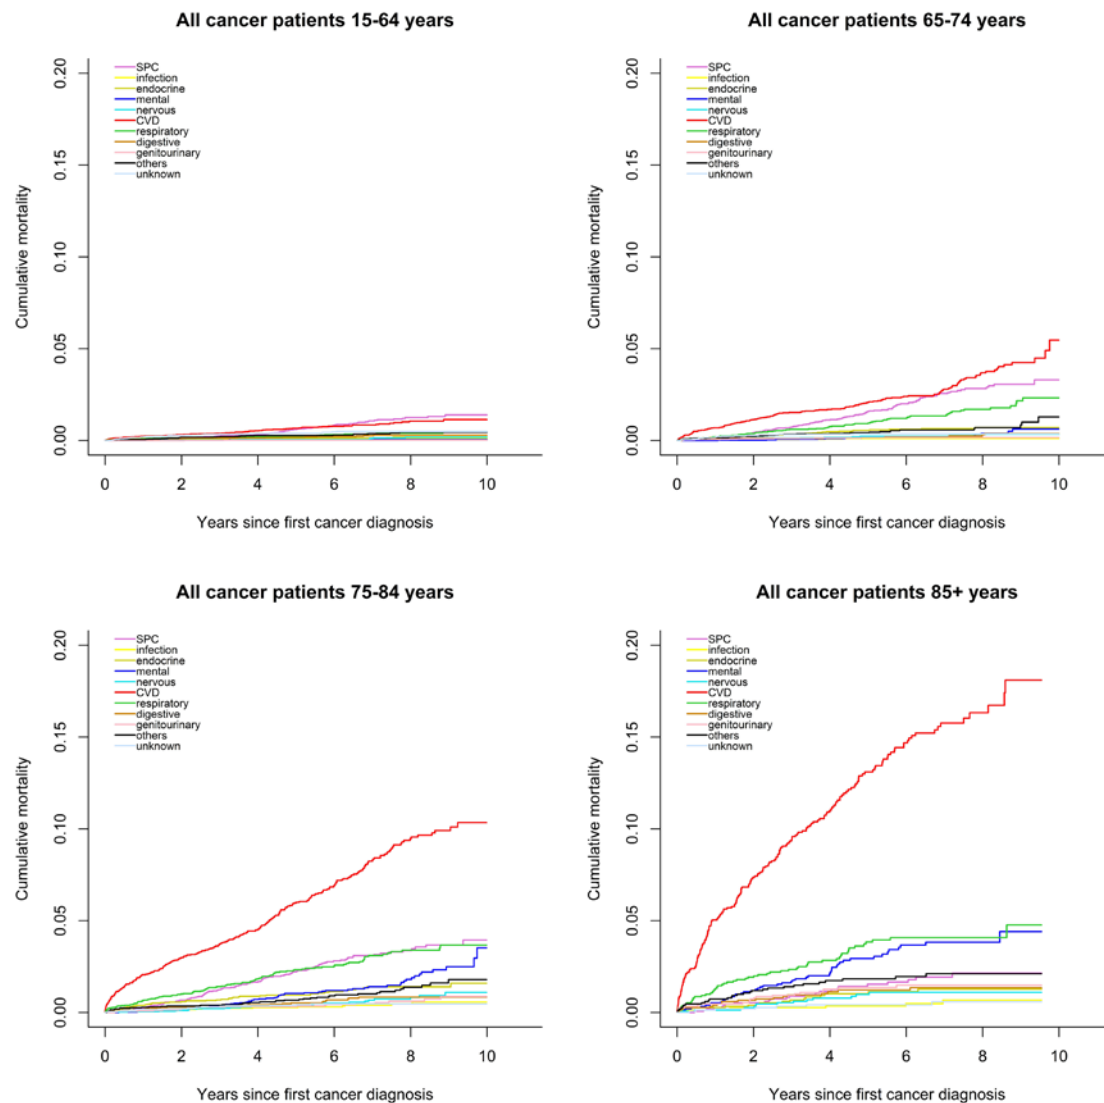 All cancer patients 15-64 years
0.20
0.15
0.10
0.05
0.00
Cumulative mortality
SPC
infection
endocrine
mental
nervous
CVD
respiratory
digestive
genitourinary
others
unknown
0 2 4 6 8 10
Years since first cancer diagnosis
All cancer patients 65-74 years
0.20
0.15
0.10
0.05
0.00
Cumulative mortality
SPC
infection
endocrine
mental
nervous
CVD
respiratory
digestive
genitourinary
others
unknown
0 2 4 6 8 10
Years since first cancer diagnosis
All cancer patients 75-84 years
0.20
0.15
0.10
0.05
0.00
Cumulative mortality
SPC
infection
endocrine
mental
nervous
CVD
respiratory
digestive
genitourinary
others
unknown
0 2 4 6 8 10
Years since first cancer diagnosis
All cancer patients 85+ years
0.20
0.15
0.10
0.05
0.00
Cumulative mortality
SPC
infection
endocrine
mental
nervous
CVD
respiratory
digestive
genitourinary
others
unknown
0 2 4 6 8 10
Years since first cancer diagnosis